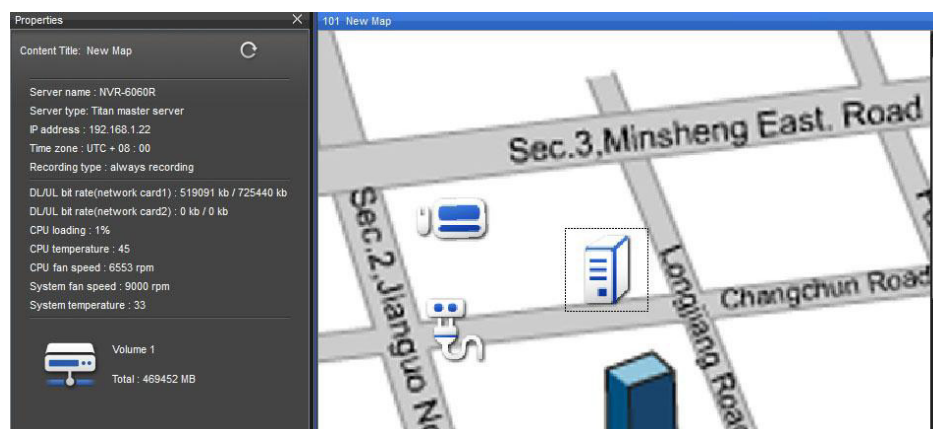 Properties
Content Title: New Map
Server name : NVR-6060R
Server type: Titan master server
IP address : 192.168.1.22
Time zone : UTC + 08 : 00
Recording type : always recording
DL/UL bit rate(network card1) : 519091 kb / 725440 kb
DL/UL bit rate(network card2) : 0 kb / 0 kb
CPU loading : 1%
CPU temperature : 45
CPU fan speed : 6553 rpm
System fan speed : 9000 rpm
System temperature : 33
Volume 1
Total : 469452 MB
101 New Map
Sec.3,Minsheng East. Road
Sec.2,Jianguo No
Longjiang Road
Changchun Road